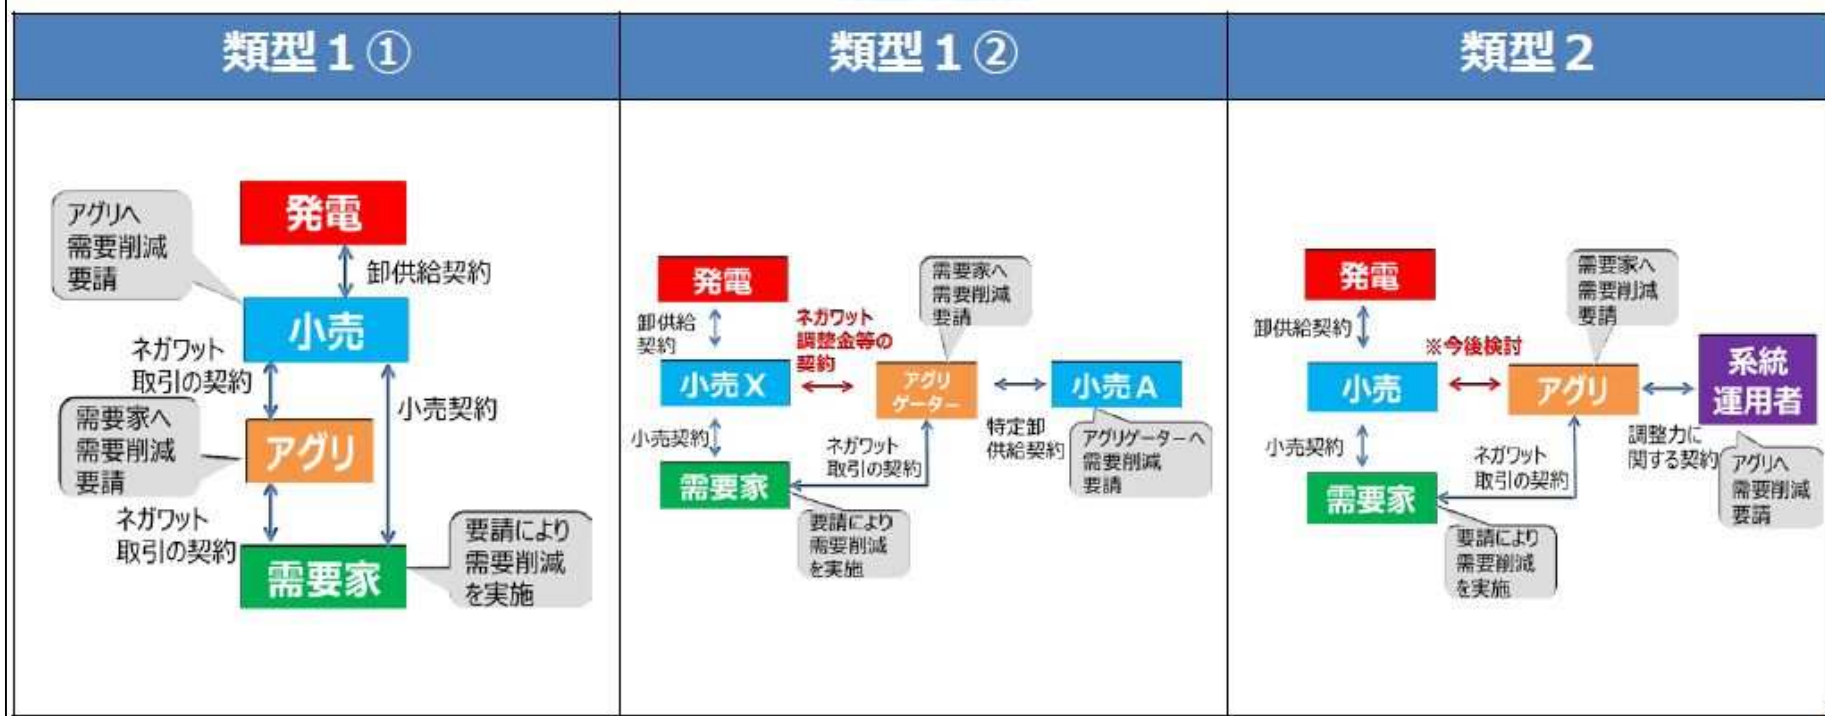 類型１①
類型１②
類型２
アグリへ
需要削減
要請
発電
卸供給契約
小売
ネガワット
取引の契約
小売契約
需要家へ
需要削減
要請
アグリ
ネガワット
取引の契約
需要家
要請により
需要削減
を実施
発電
卸供給
契約
ネガワット
調整金等の
契約
需要家へ
需要削減
要請
小売Ｘ
アグリ
ゲーター
小売Ａ
小売契約
ネガワット
取引の契約
特定卸
供給契約
アグリゲーターへ
需要削減
要請
需要家
要請により
需要削減
を実施
発電
卸供給契約
※今後検討
需要家へ
需要削減
要請
小売
アグリ
系統
運用者
小売契約
ネガワット
取引の契約
調整力に
関する契約
アグリへ
需要削減
要請
需要家
要請により
需要削減
を実施